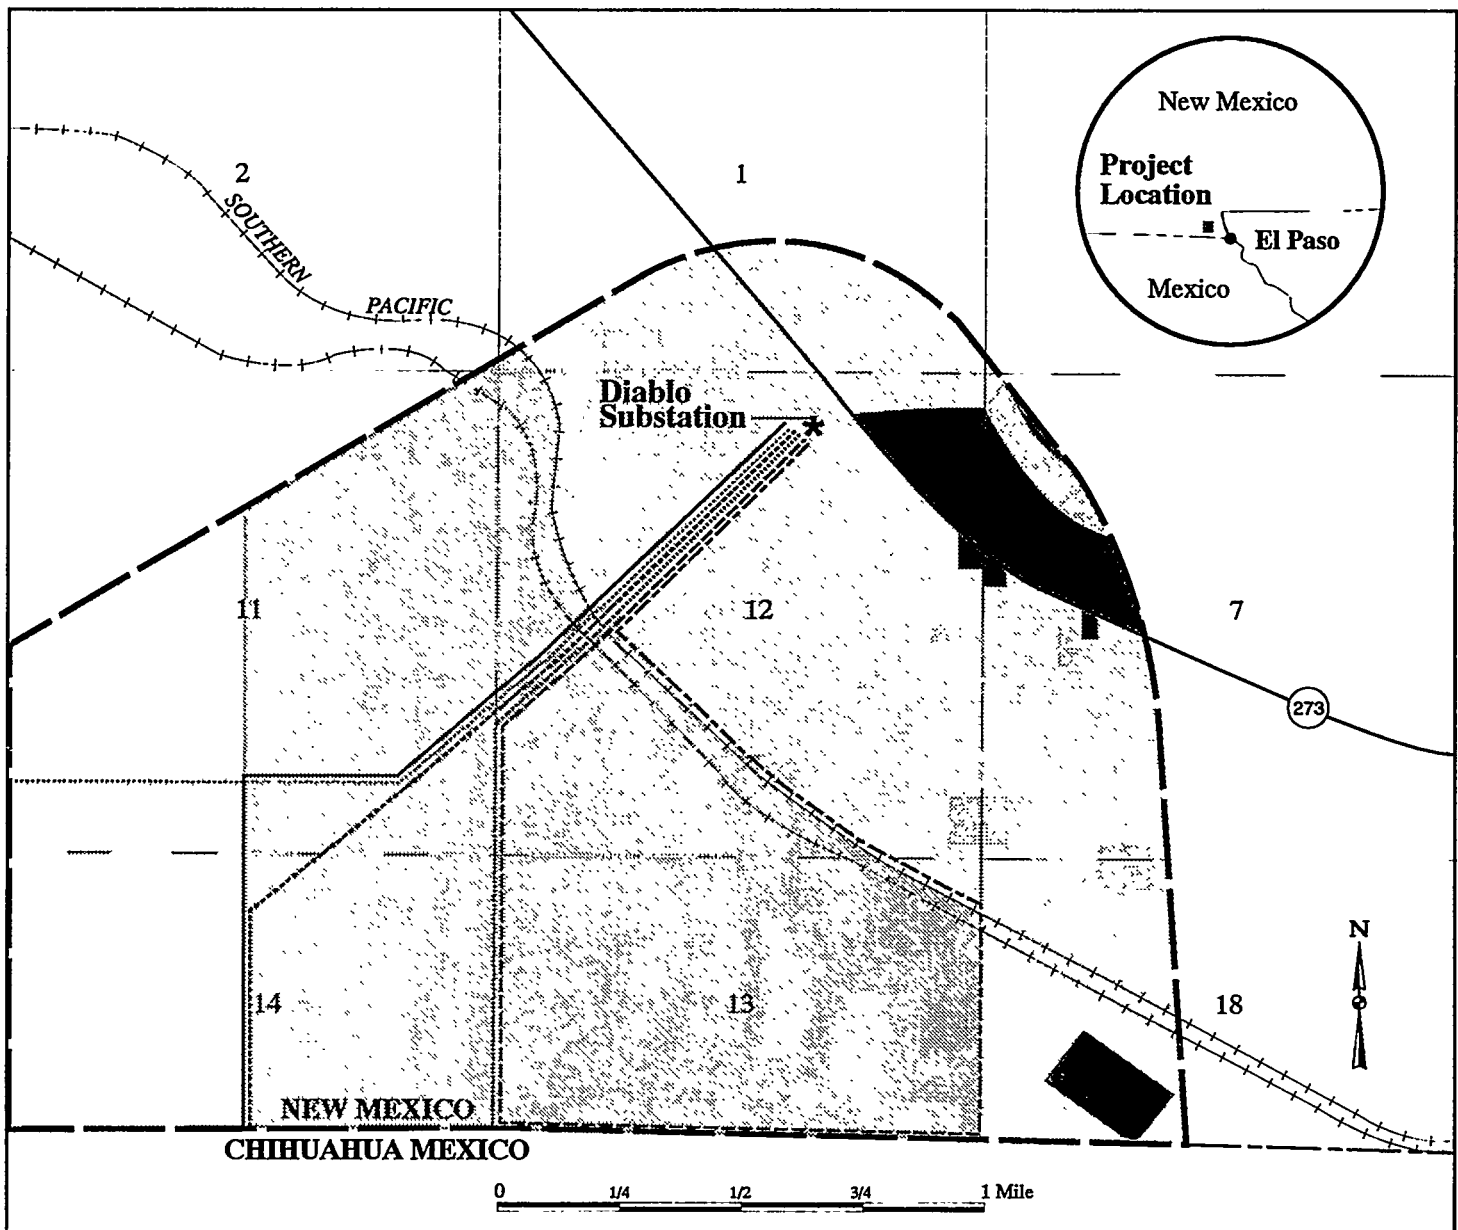 New Mexico
Project
Location
El Paso
Mexico
2
1
SOUTHERN
PACIFIC
Diablo
Substation
11
12
7
273
N
14
13
18
NEW MEXICO
CHIHUAHUA MEXICO
0 1/4 1/2 3/4 1 Mile